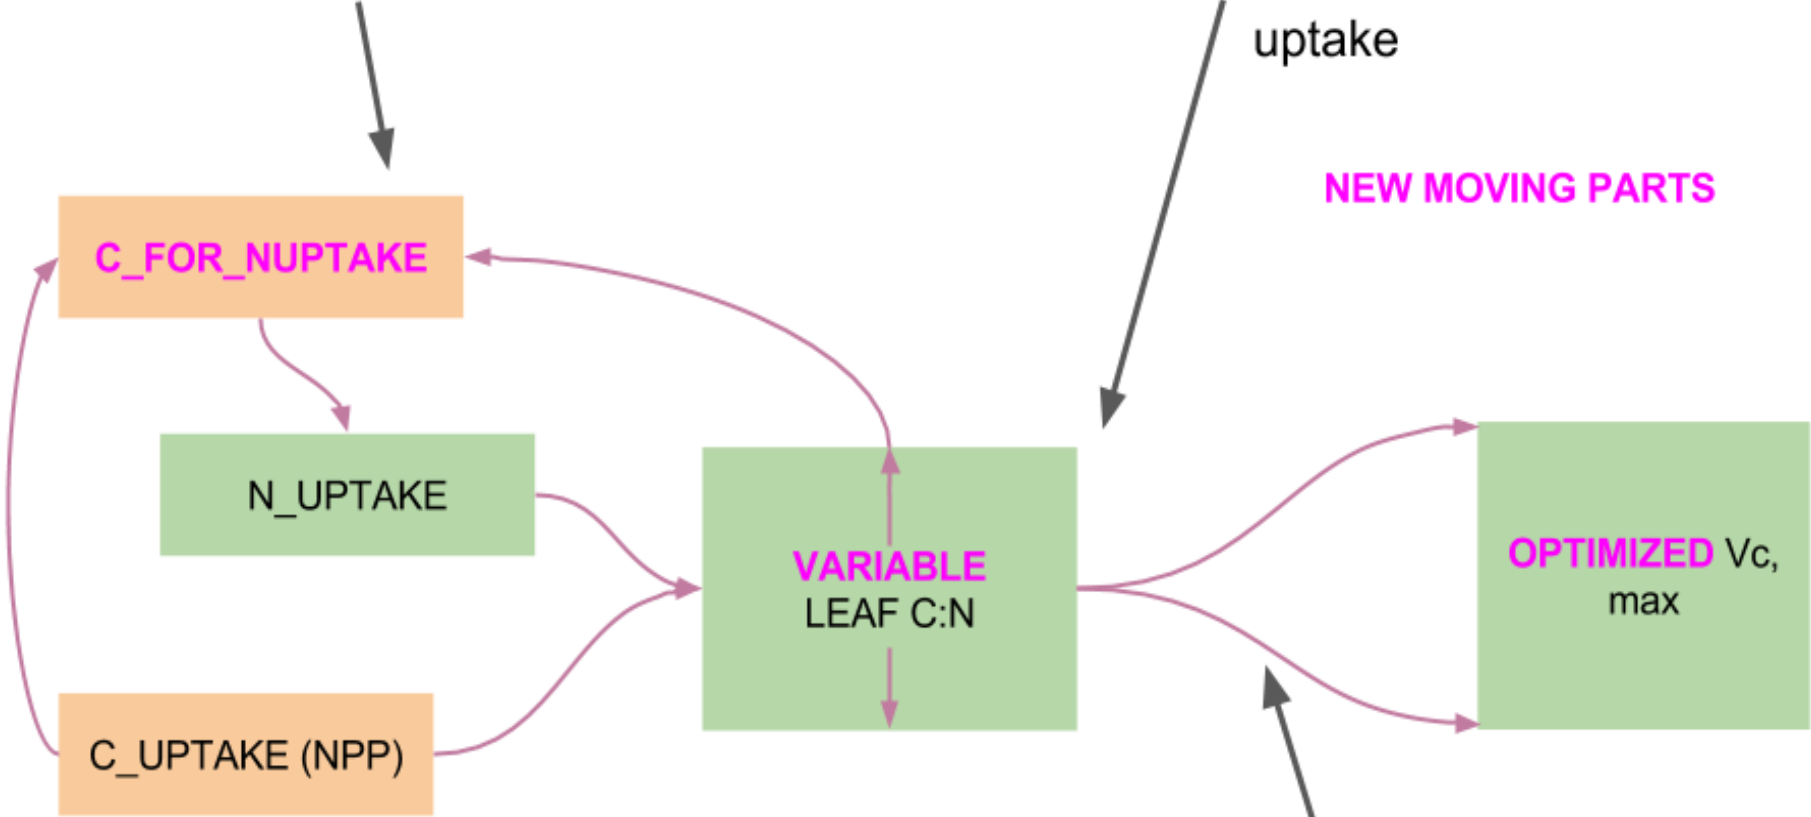 uptake
NEW MOVING PARTS
C_FOR_NUPTAKE
N_UPTAKE
VARIABLE
LEAF C:N
OPTIMIZED Vc,
max
C_UPTAKE (NPP)